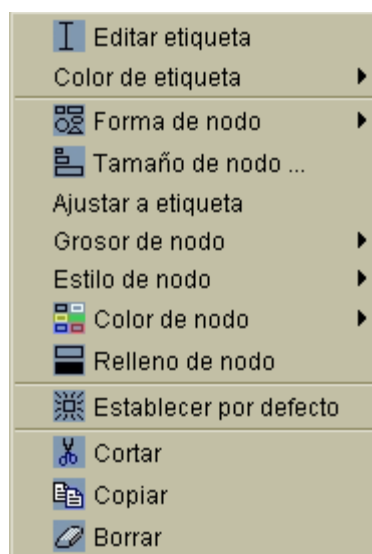 Editar etiqueta
Color de etiqueta
Forma de nodo
Tamaño de nodo ...
Ajustar a etiqueta
Grosor de nodo
Estilo de nodo
Color de nodo
Relleno de nodo
Establecer por defecto
Cortar
Copiar
Borrar